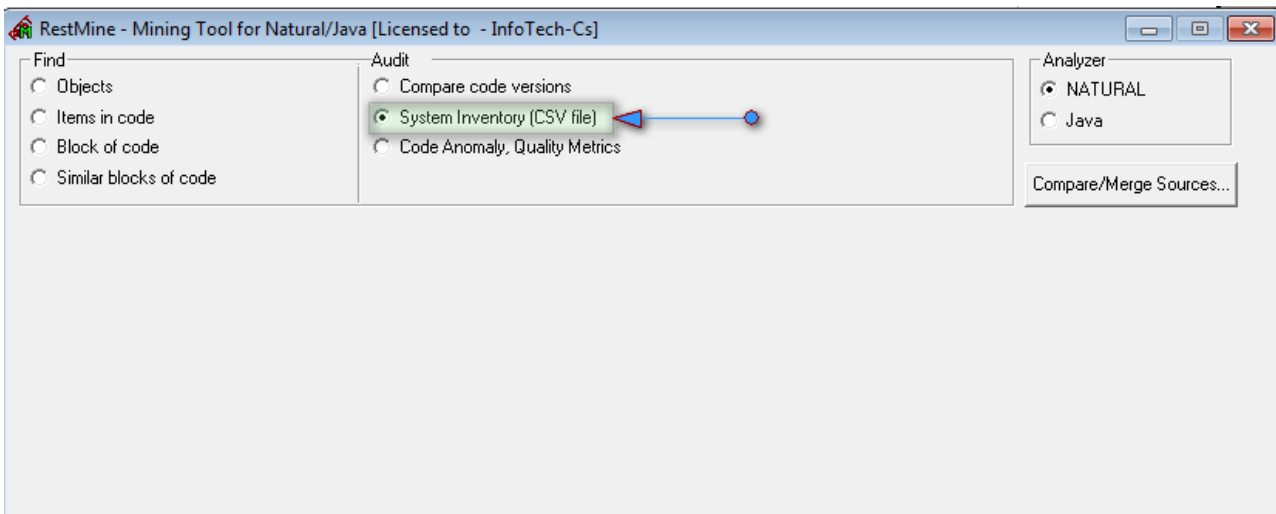 RestMine - Mining Tool for Natural/Java [Licensed to - InfoTech-Cs]
Find
Objects
Items in code
Block of code
Similar blocks of code
Audit
Compare code versions
System Inventory (CSV file)
Code Anomaly, Quality Metrics
Analyzer
NATURAL
Java
Compare/Merge Sources...